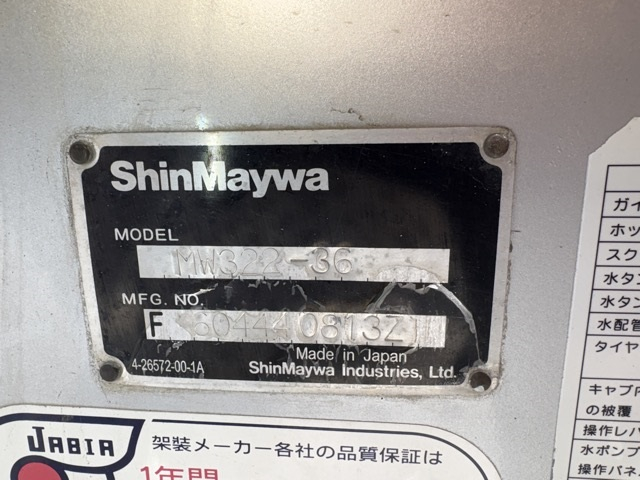 ShinMaywa
MODEL
MW322-36
MFG. NO.
F 604440813Z
Made in Japan
4-26572-00-1A
ShinMaywa Industries, Ltd.
JABIA
架装メーカー各社の品質保証は
1年間
ガイ
ホッ
スク
水タン
水タン
水配管
タイヤ
キャブ
の被覆
操作レバ
水ポンプ
操作パネ